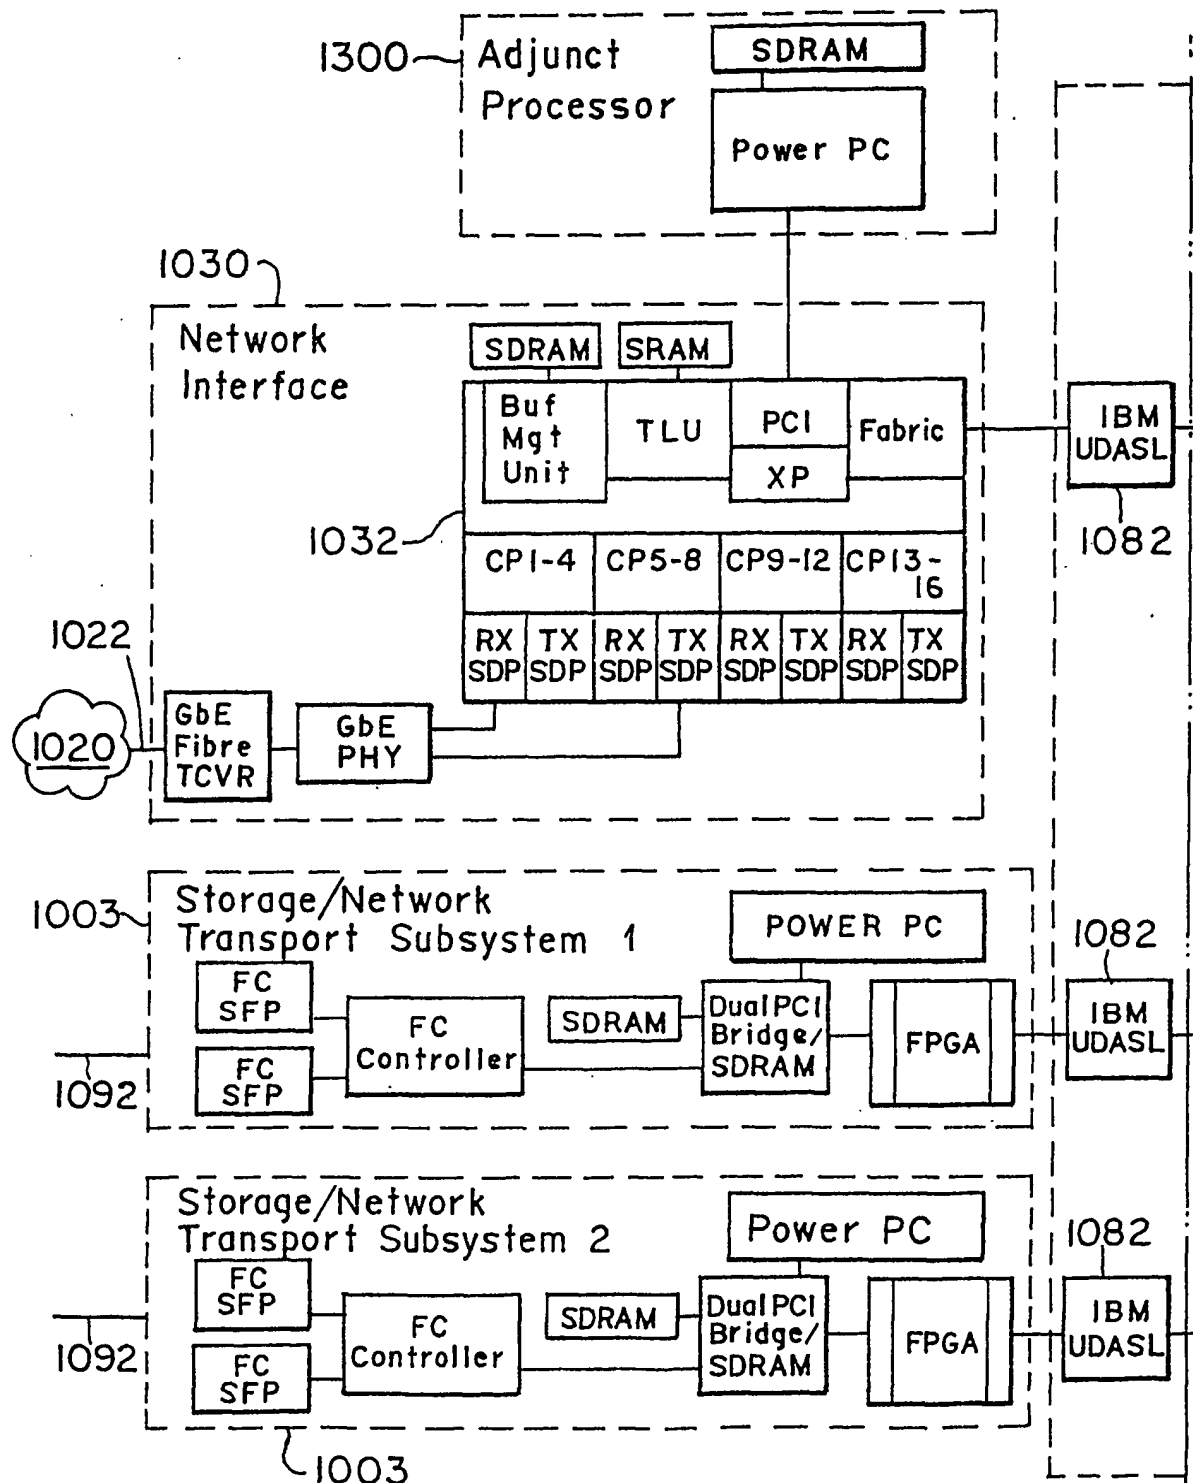 1300
Adjunct
Processor
SDRAM
Power PC
1030
Network
Interface
SDRAM
SRAM
Buf
Mgt
Unit
TLU
PCI
XP
Fabric
IBM
UDASL
1082
1032
CP1-4
CP5-8
CP9-12
CP13-
16
RX
SDP
TX
SDP
RX
SDP
TX
SDP
RX
SDP
TX
SDP
RX
SDP
TX
SDP
1022
1020
GbE
Fibre
TCVR
GbE
PHY
1003
Storage/Network
Transport Subsystem 1
POWER PC
1082
FC
SFP
FC
SFP
FC
Controller
SDRAM
Dual PCI
Bridge/
SDRAM
FPGA
IBM
UDASL
1092
Storage/Network
Transport Subsystem 2
Power PC
1082
FC
SFP
FC
SFP
FC
Controller
SDRAM
Dual PCI
Bridge/
SDRAM
FPGA
IBM
UDASL
1092
1003